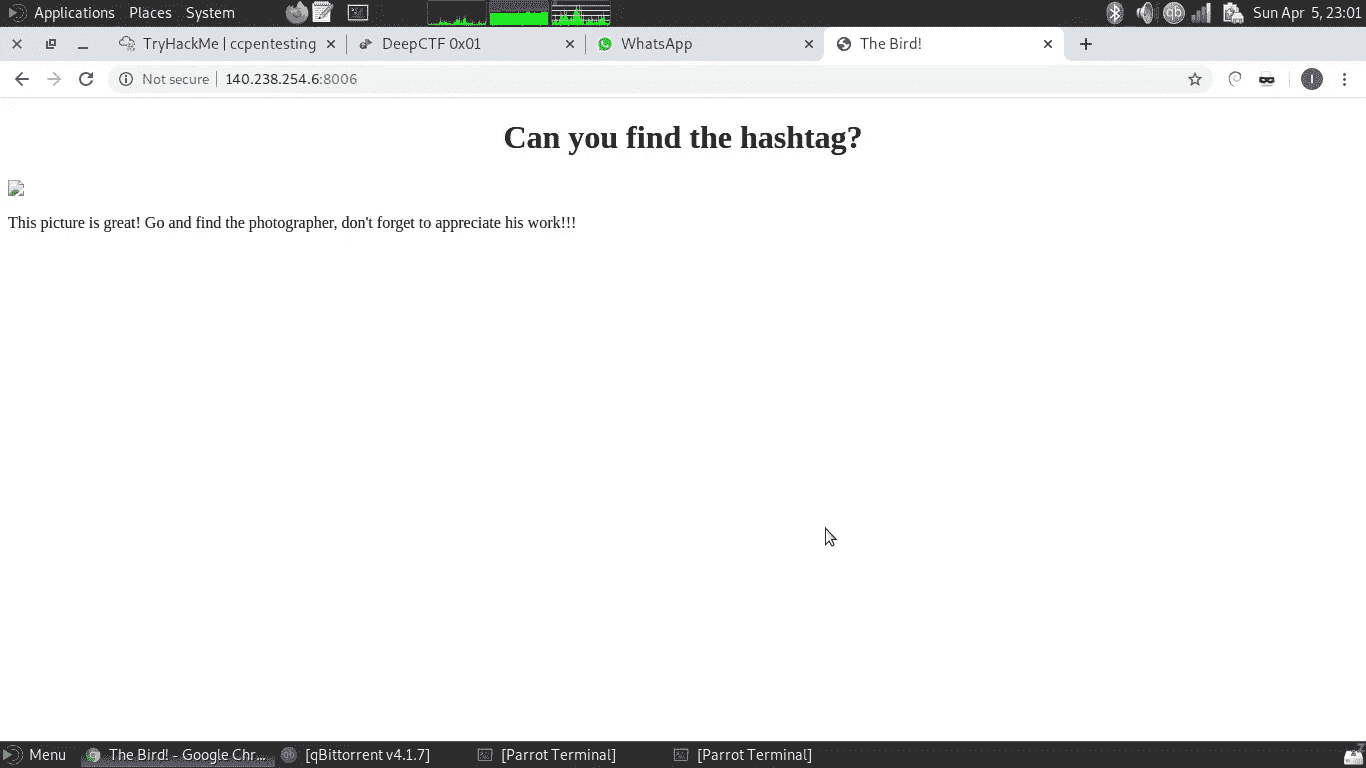 Applications Places System Sun Apr 5, 23:01
TryHackMe | ccpentesting DeepCTF 0x01 WhatsApp The Bird!
Not secure 140.238.254.6:8006
Can you find the hashtag?
This picture is great! Go and find the photographer, don't forget to appreciate his work!!!
Menu The Bird! - Google Chr... [qBittorrent v4.1.7] [Parrot Terminal] [Parrot Terminal]